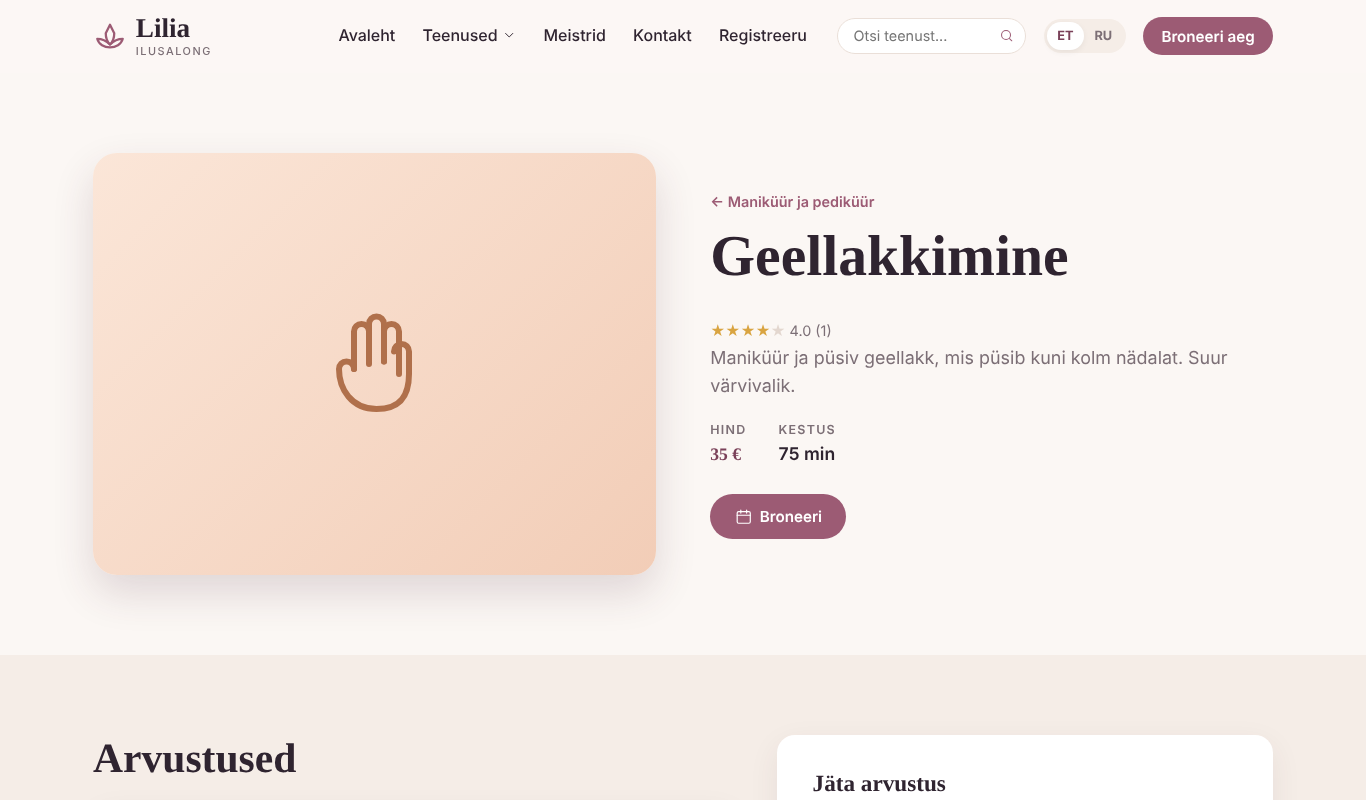 Lilia
ILUSALONG
Avaleht
Teenused
Meistrid
Kontakt
Registreeru
Otsi teenust...
ET
RU
Broneeri aeg
← Maniküür ja pediküür
Geellakkimine
★★★★★ 4.0 (1)
Maniküür ja püsiv geellakk, mis püsib kuni kolm nädalat. Suur
värvivalik.
HIND
35 €
KESTUS
75 min
Broneeri
Arvustused
Jäta arvustus